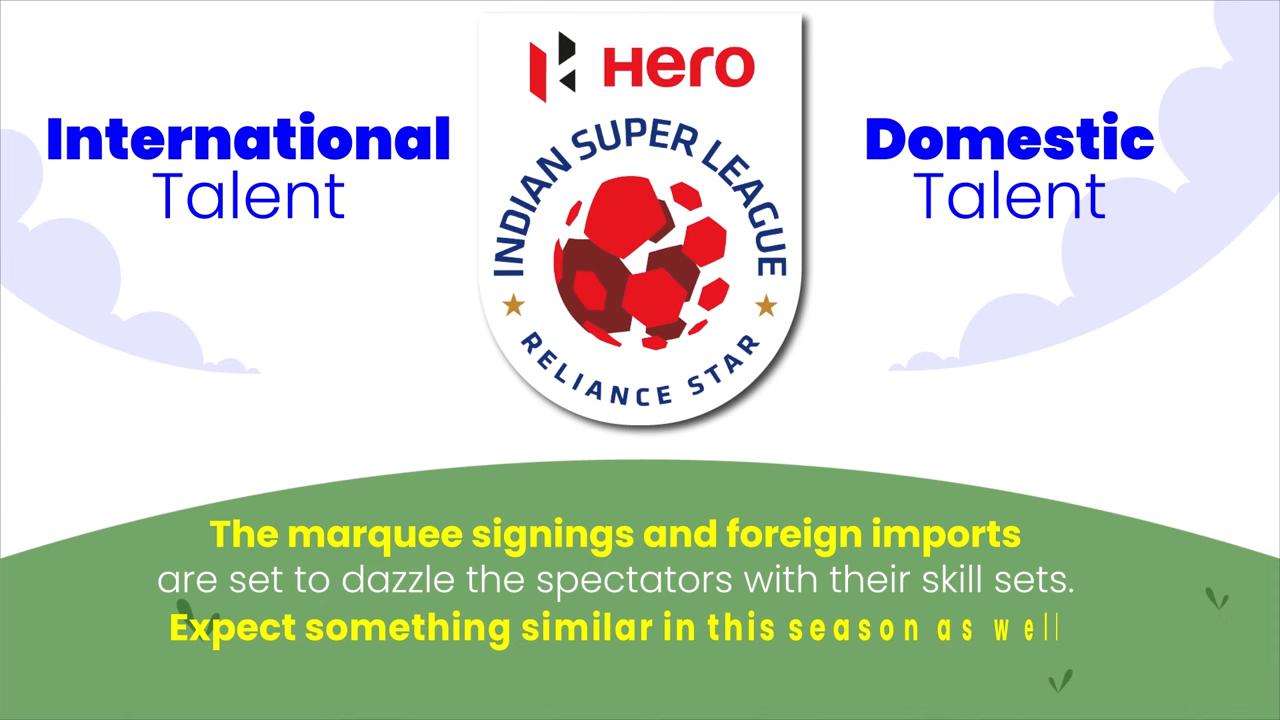 Hero
INDIAN SUPER LEAGUE
RELIANCE STAR
International
Talent
Domestic
Talent
The marquee signings and foreign imports
are set to dazzle the spectators with their skill sets.
Expect something similar in this season as well